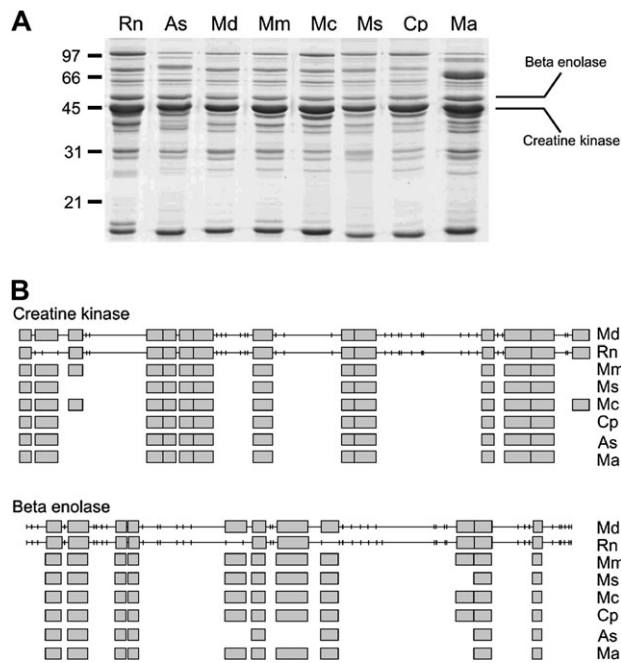 A
Rn As Md Mm Mc Ms Cp Ma
97
66
45
31
21
Beta enolase
Creatine kinase
B
Creatine kinase
Md
Rn
Mm
Ms
Mc
Cp
As
Ma
Beta enolase
Md
Rn
Mm
Ms
Mc
Cp
As
Ma